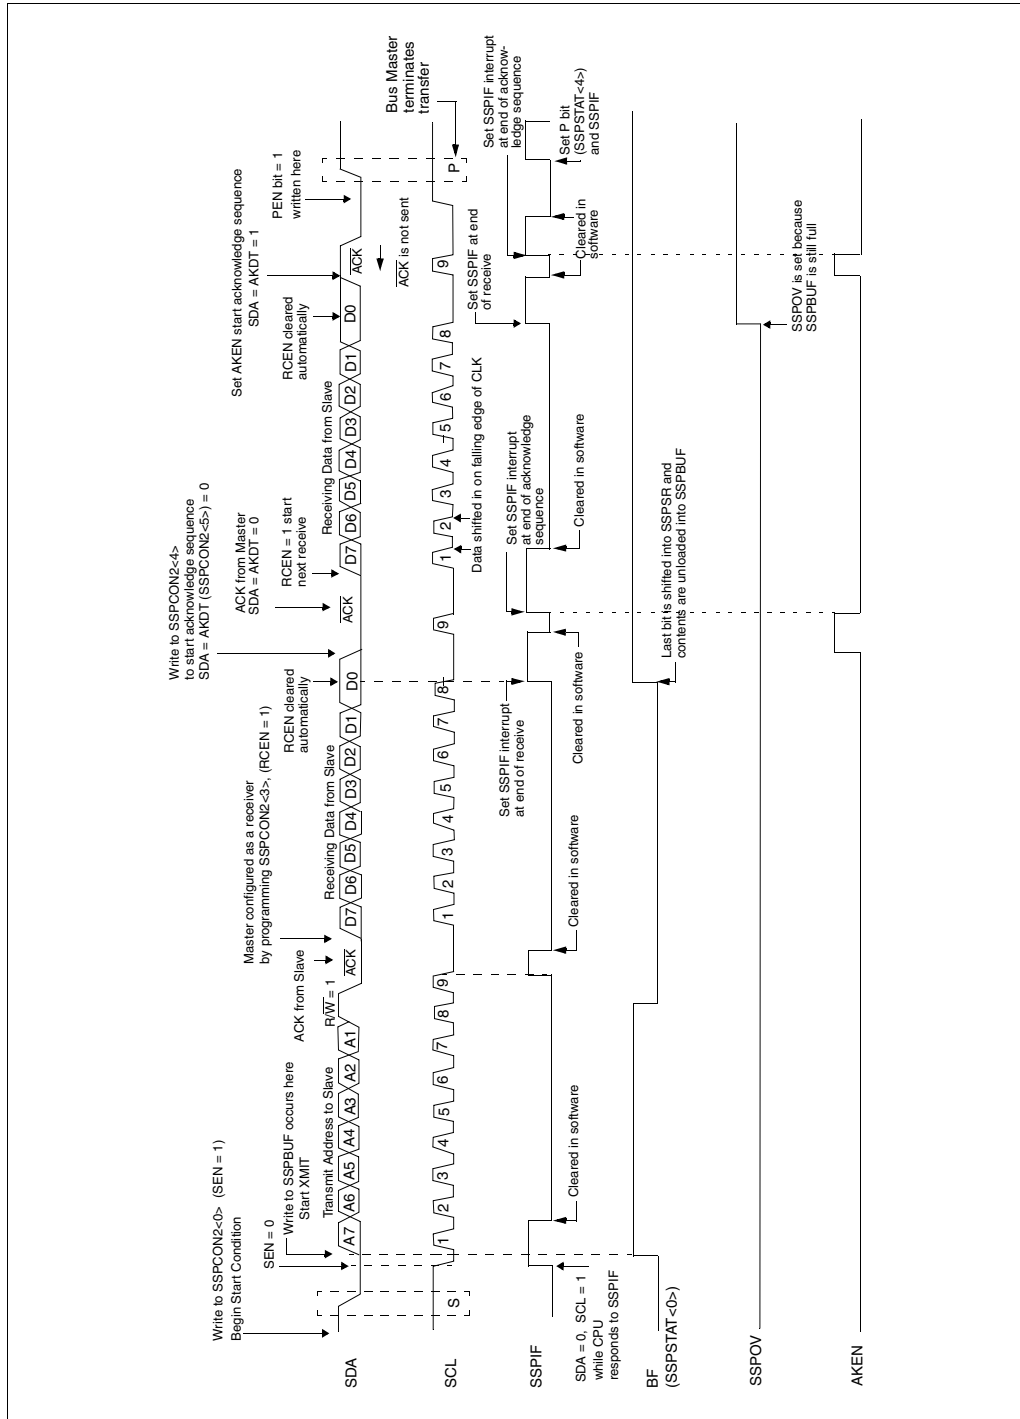 Write to SSPCON2<0>  (SEN = 1)
Begin Start Condition
SEN = 0
Write to SSPBUF occurs here
Start XMIT
ACK from Slave
Master configured as a receiver
by programming SSPCON2<3>, (RCEN = 1)
RCEN cleared
automatically
Write to SSPCON2<4>
to start acknowledge sequence
SDA = AKDT (SSPCON2<5>) = 0
ACK from Master
SDA = AKDT = 0
RCEN = 1 start
next receive
RCEN cleared
automatically
Set AKEN start acknowledge sequence
SDA = AKDT = 1
PEN bit = 1
written here
Transmit Address to Slave
R/W = 1
Receiving Data from Slave
Receiving Data from Slave
SDA
A7 A6 A5 A4 A3 A2 A1
ACK
D7 D6 D5 D4 D3 D2 D1 D0
ACK
D7 D6 D5 D4 D3 D2 D1 D0
ACK
ACK is not sent
Bus Master
terminates
transfer
SCL
S
1 2 3 4 5 6 7 8 9
1 2 3 4 5 6 7 8 9
1 2 3 4 5 6 7 8 9
P
Data shifted in on falling edge of CLK
Set SSPIF interrupt
at end of receive
Set SSPIF interrupt
at end of acknowledge
sequence
Set SSPIF at end
of receive
Set SSPIF interrupt
at end of acknow-
ledge sequence
SSPIF
SDA = 0,  SCL = 1
while CPU
responds to SSPIF
Cleared in software
Cleared in software
Cleared in software
Cleared in software
Cleared in
software
Set P bit
(SSPSTAT<4>)
and SSPIF
BF
(SSPSTAT<0>)
Last bit is shifted into SSPSR and
contents are unloaded into SSPBUF
SSPOV
SSPOV is set because
SSPBUF is still full
AKEN